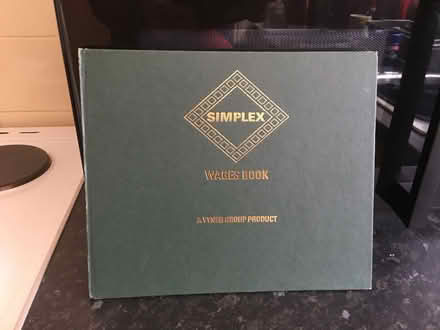 SIMPLEX
WAGES BOOK
A VYNER GROUP PRODUCT